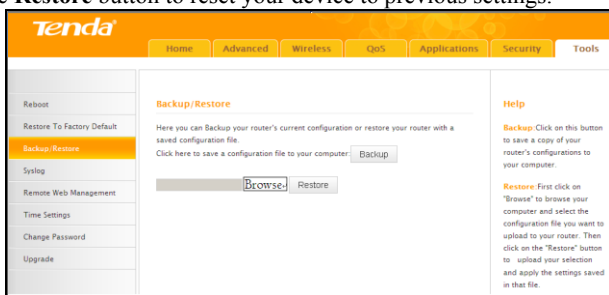 e Restore button to reset your device to previous settings.
Tenda
Home Advanced Wireless QoS Applications Security Tools
Reboot
Restore To Factory Default
Backup/Restore
Syslog
Remote Web Management
Time Settings
Change Password
Upgrade
Backup/Restore
Here you can Backup your router's current configuration or restore your router with a
saved configuration file.
Click here to save a configuration file to your computer: Backup
Browse Restore
Help
Backup:Click on this button
to save a copy of your
router's configurations to
your computer.
Restore:First click on
"Browse" to browse your
computer and select the
configuration file you want to
upload to your router. Then
click on the "Restore" button
to upload your selection
and apply the settings saved
in that file.